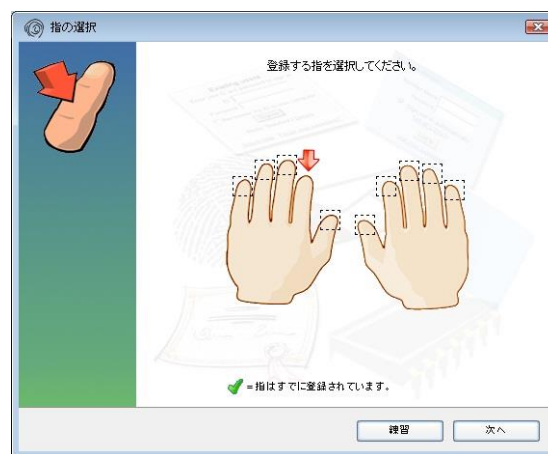 指の選択
登録する指を選択してください。
=指はすでに登録されています。
練習
次へ